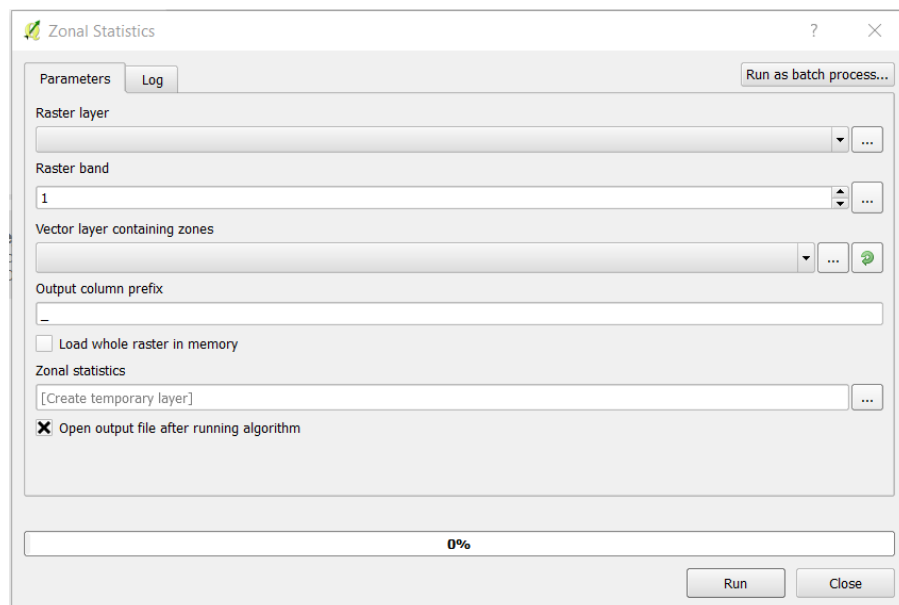 Zonal Statistics
Parameters
Log
Run as batch process...
Raster layer
...
Raster band
1
...
Vector layer containing zones
...
Output column prefix
_
Load whole raster in memory
Zonal statistics
[Create temporary layer]
...
Open output file after running algorithm
0%
Run
Close